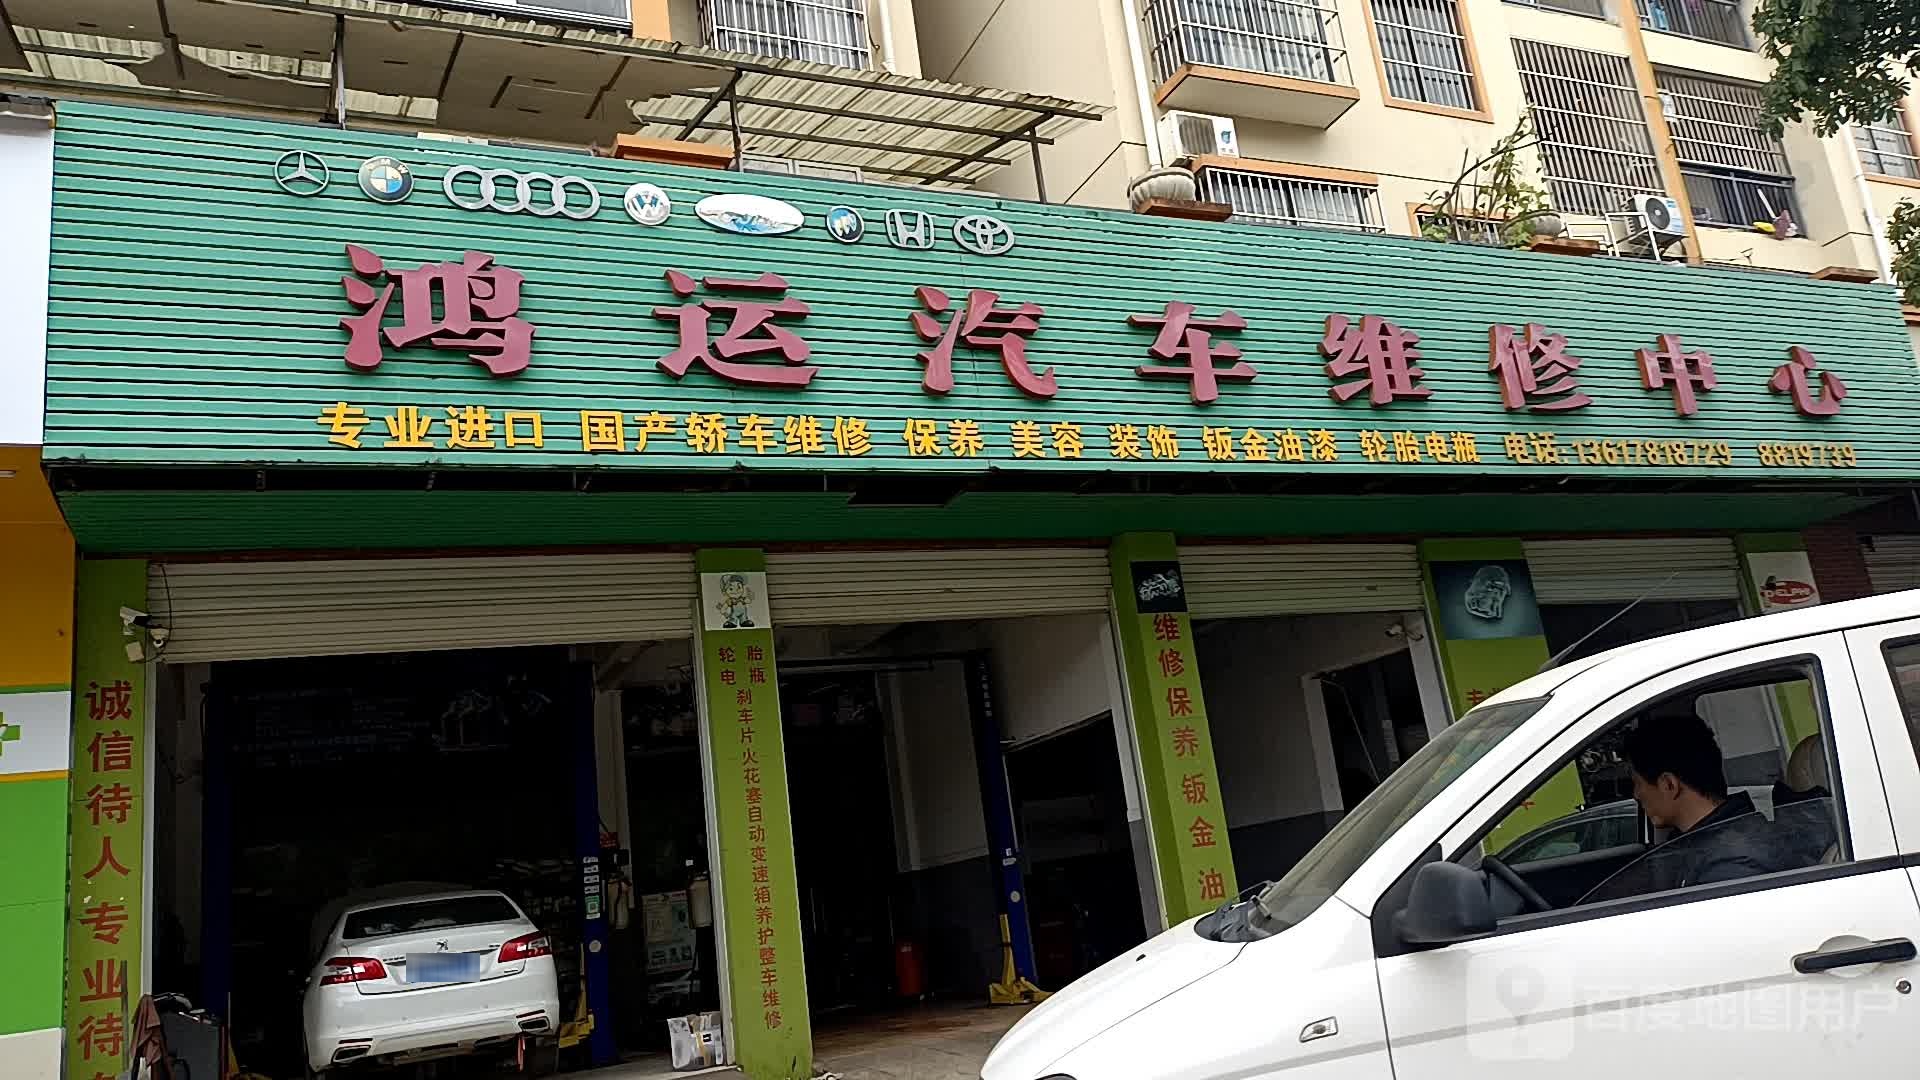 鸿运汽车维修中心
专业进口 国产轿车维修 保养 美容 装饰 钣金油漆 轮胎电瓶 电话:13617818729 8819739
诚信待人专业待
轮胎
电瓶
刹车片火花塞自动变速箱养护整车维修
维修保养钣金油
DELPHI
百度地图用户